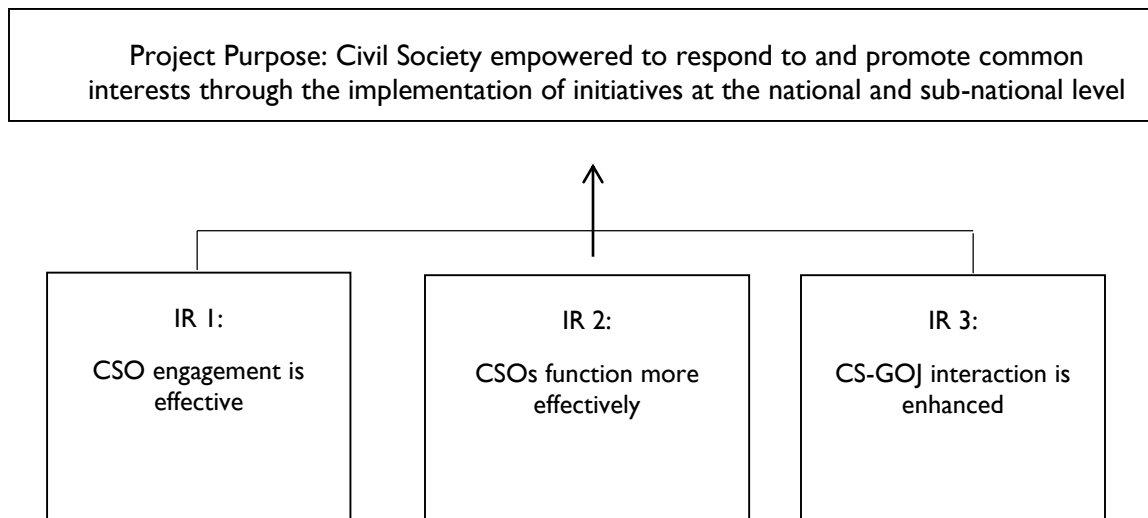 Project Purpose: Civil Society empowered to respond to and promote common
interests through the implementation of initiatives at the national and sub-national level
IR 1:
CSO engagement is
effective
IR 2:
CSOs function more
effectively
IR 3:
CS-GOJ interaction is
enhanced